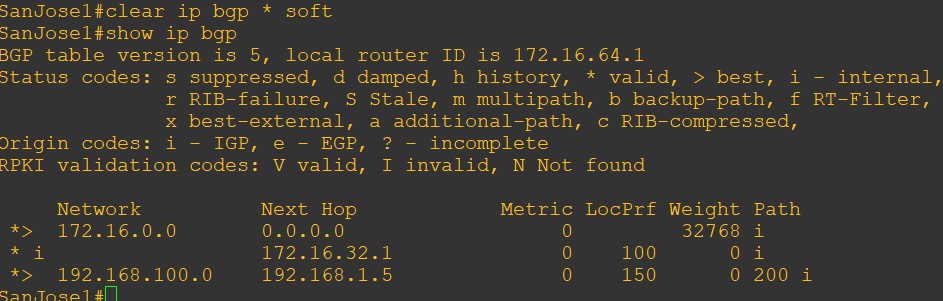 SanJose1#clear ip bgp * soft
SanJose1#show ip bgp
BGP table version is 5, local router ID is 172.16.64.1
Status codes: s suppressed, d damped, h history, * valid, > best, i - internal,
              r RIB-failure, S Stale, m multipath, b backup-path, f RT-Filter,
              x best-external, a additional-path, c RIB-compressed,
Origin codes: i - IGP, e - EGP, ? - incomplete
RPKI validation codes: V valid, I invalid, N Not found

     Network          Next Hop            Metric LocPrf Weight Path
 *>  172.16.0.0       0.0.0.0                  0         32768 i
 * i                  172.16.32.1              0    100      0 i
 *>  192.168.100.0    192.168.1.5              0    150      0 200 i
SanJose1#